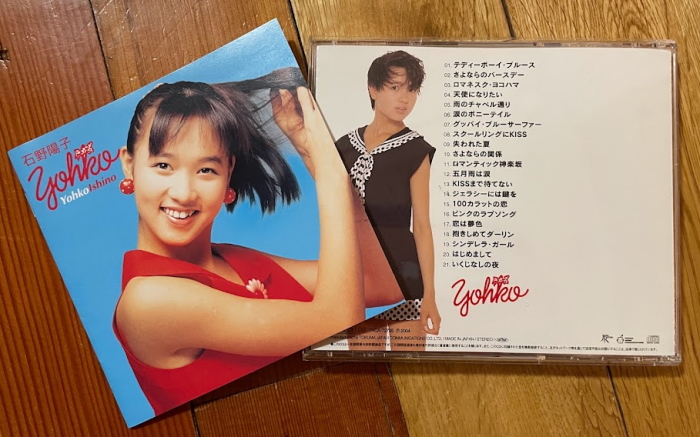 石野陽子
yohko
Yohko Ishino
01. テディーボーイ・ブルース
02. さよならのバースデー
03. ロマネスク・ヨコハマ
04. 天使になりたい
05. 雨のチャペル通り
06. 涙のポニーテイル
07. グッバイ・ブルーサーファー
08. スクールリングにKISS
09. 失われた夏
10. さよならの関係
11. ロマンティック神楽坂
12. 五月雨は涙
13. KISSまで待てない
14. ジェラシーには鍵を
15. 100カラットの恋
16. ピンクのラブソング
17. 恋は夢色
18. 抱きしめてダーリン
19. シンデレラ・ガール
20. はじめまして
21. いくじなしの夜
yohko
TOKUMA JAPAN COMMUNICATIONS CO., LTD. / MADE IN JAPAN / STEREO